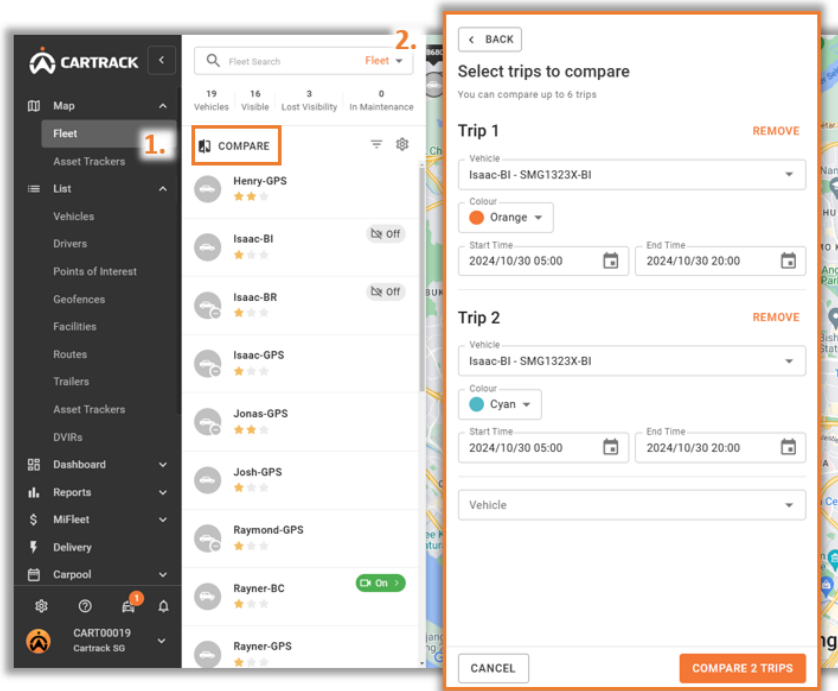 CARTRACK
Map
Fleet
Asset Trackers
List
Vehicles
Drivers
Points of Interest
Geofences
Facilities
Routes
Trailers
Asset Trackers
DVIRs
Dashboard
Reports
MiFleet
Delivery
Carpool
1
CART00019
Cartrack SG
1.
Fleet Search
Fleet
19 16 3 0
Vehicles Visible Lost Visibility In Maintenance
COMPARE
Henry-GPS
Isaac-BI
Off
Isaac-BR
Off
Isaac-GPS
Jonas-GPS
Josh-GPS
Raymond-GPS
Rayner-BC
On
Rayner-GPS
2.
BACK
Select trips to compare
You can compare up to 6 trips
Trip 1
REMOVE
Vehicle
Isaac-BI - SMG1323X-BI
Colour
Orange
Start Time
2024/10/30 05:00
End Time
2024/10/30 20:00
Trip 2
REMOVE
Vehicle
Isaac-BI - SMG1323X-BI
Colour
Cyan
Start Time
2024/10/30 05:00
End Time
2024/10/30 20:00
Vehicle
CANCEL
COMPARE 2 TRIPS